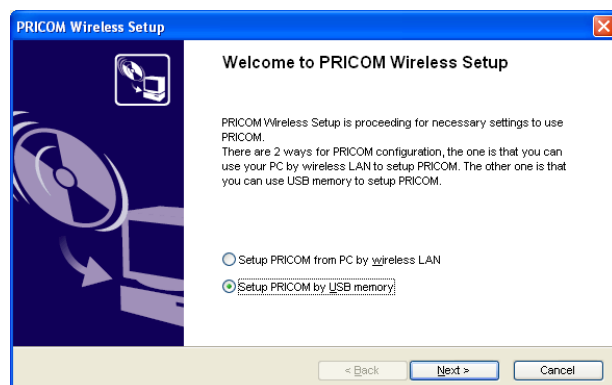 PRICOM Wireless Setup
Welcome to PRICOM Wireless Setup
PRICOM Wireless Setup is proceeding for necessary settings to use
PRICOM.
There are 2 ways for PRICOM configuration, the one is that you can
use your PC by wireless LAN to setup PRICOM. The other one is that
you can use USB memory to setup PRICOM.
Setup PRICOM from PC by wireless LAN
Setup PRICOM by USB memory
< Back Next > Cancel